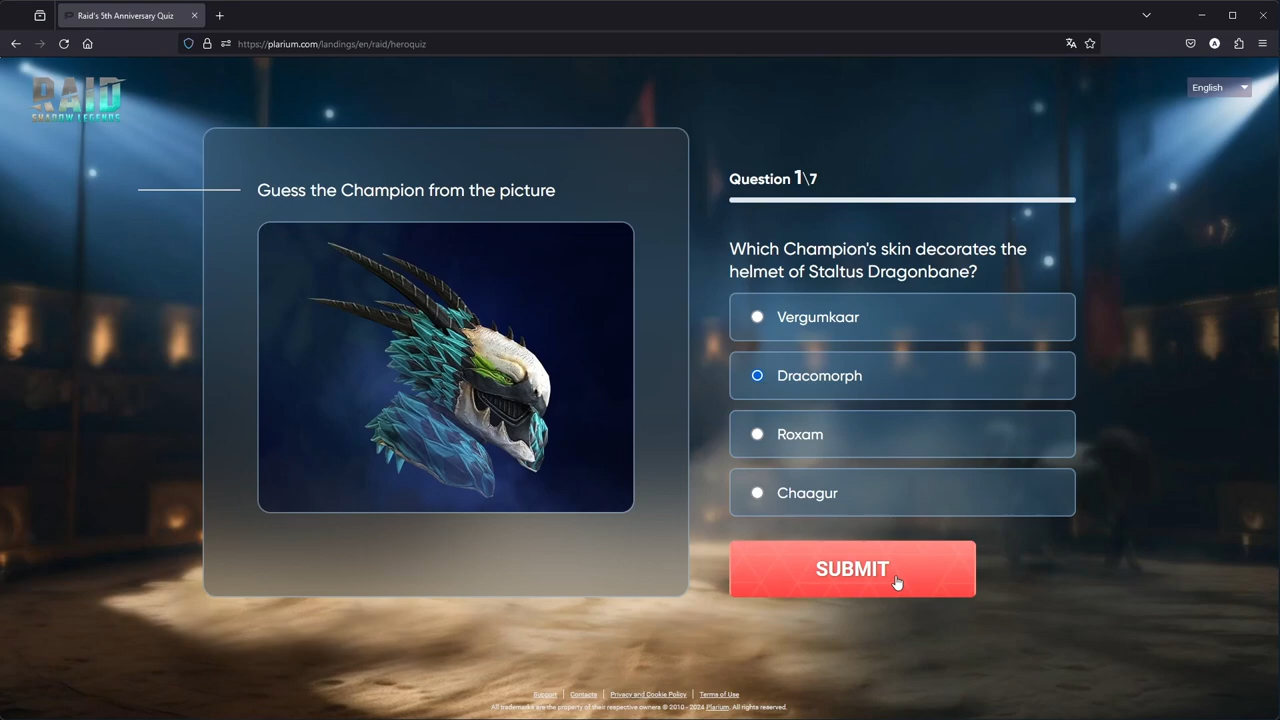 Raid's 5th Anniversary Quiz
https://plarium.com/landings/en/raid/heroquiz
A
RAID
SHADOW LEGENDS
English
Guess the Champion from the picture
Question 1\7
Which Champion's skin decorates the
helmet of Staltus Dragonbane?
Vergumkaar
Dracomorph
Roxam
Chaagur
SUBMIT
Support
Contacts
Privacy and Cookie Policy
Terms of Use
All trademarks are the property of their respective owners © 2010 - 2024 Plarium. All rights reserved.